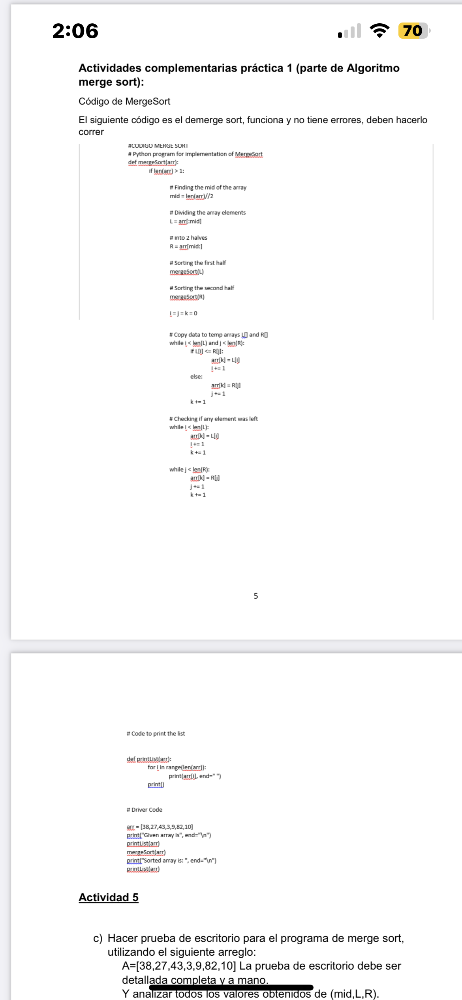 2:06
70
Actividades complementarias práctica 1 (parte de Algoritmo
merge sort):
Código de MergeSort
El siguiente código es el demerge sort, funciona y no tiene errores, deben hacerlo
correr
#CODIGO MERGE SORT
# Python program for implementation of MergeSort
def mergeSort(arr):
if len(arr) > 1:
# Finding the mid of the array
mid = len(arr)//2
# Dividing the array elements
L = arr[:mid]
# into 2 halves
R = arr[mid:]
# Sorting the first half
mergeSort(L)
# Sorting the second half
mergeSort(R)
i = j = k = 0
# Copy data to temp arrays L[] and R[]
while i < len(L) and j < len(R):
if L[i] <= R[j]:
arr[k] = L[i]
i += 1
else:
arr[k] = R[j]
j += 1
k += 1
# Checking if any element was left
while i < len(L):
arr[k] = L[i]
i += 1
k += 1
while j < len(R):
arr[k] = R[j]
j += 1
k += 1
5
# Code to print the list
def printList(arr):
for i in range(len(arr)):
print(arr[i], end=" ")
print()
# Driver Code
arr = [38,27,43,3,9,82,10]
print("Given array is", end="\n")
printList(arr)
mergeSort(arr)
print("Sorted array is: ", end="\n")
printList(arr)
Actividad 5
c) Hacer prueba de escritorio para el programa de merge sort,
utilizando el siguiente arreglo:
A=[38,27,43,3,9,82,10] La prueba de escritorio debe ser
detallada completa y a mano.
Y analizar todos los valores obtenidos de (mid,L,R).